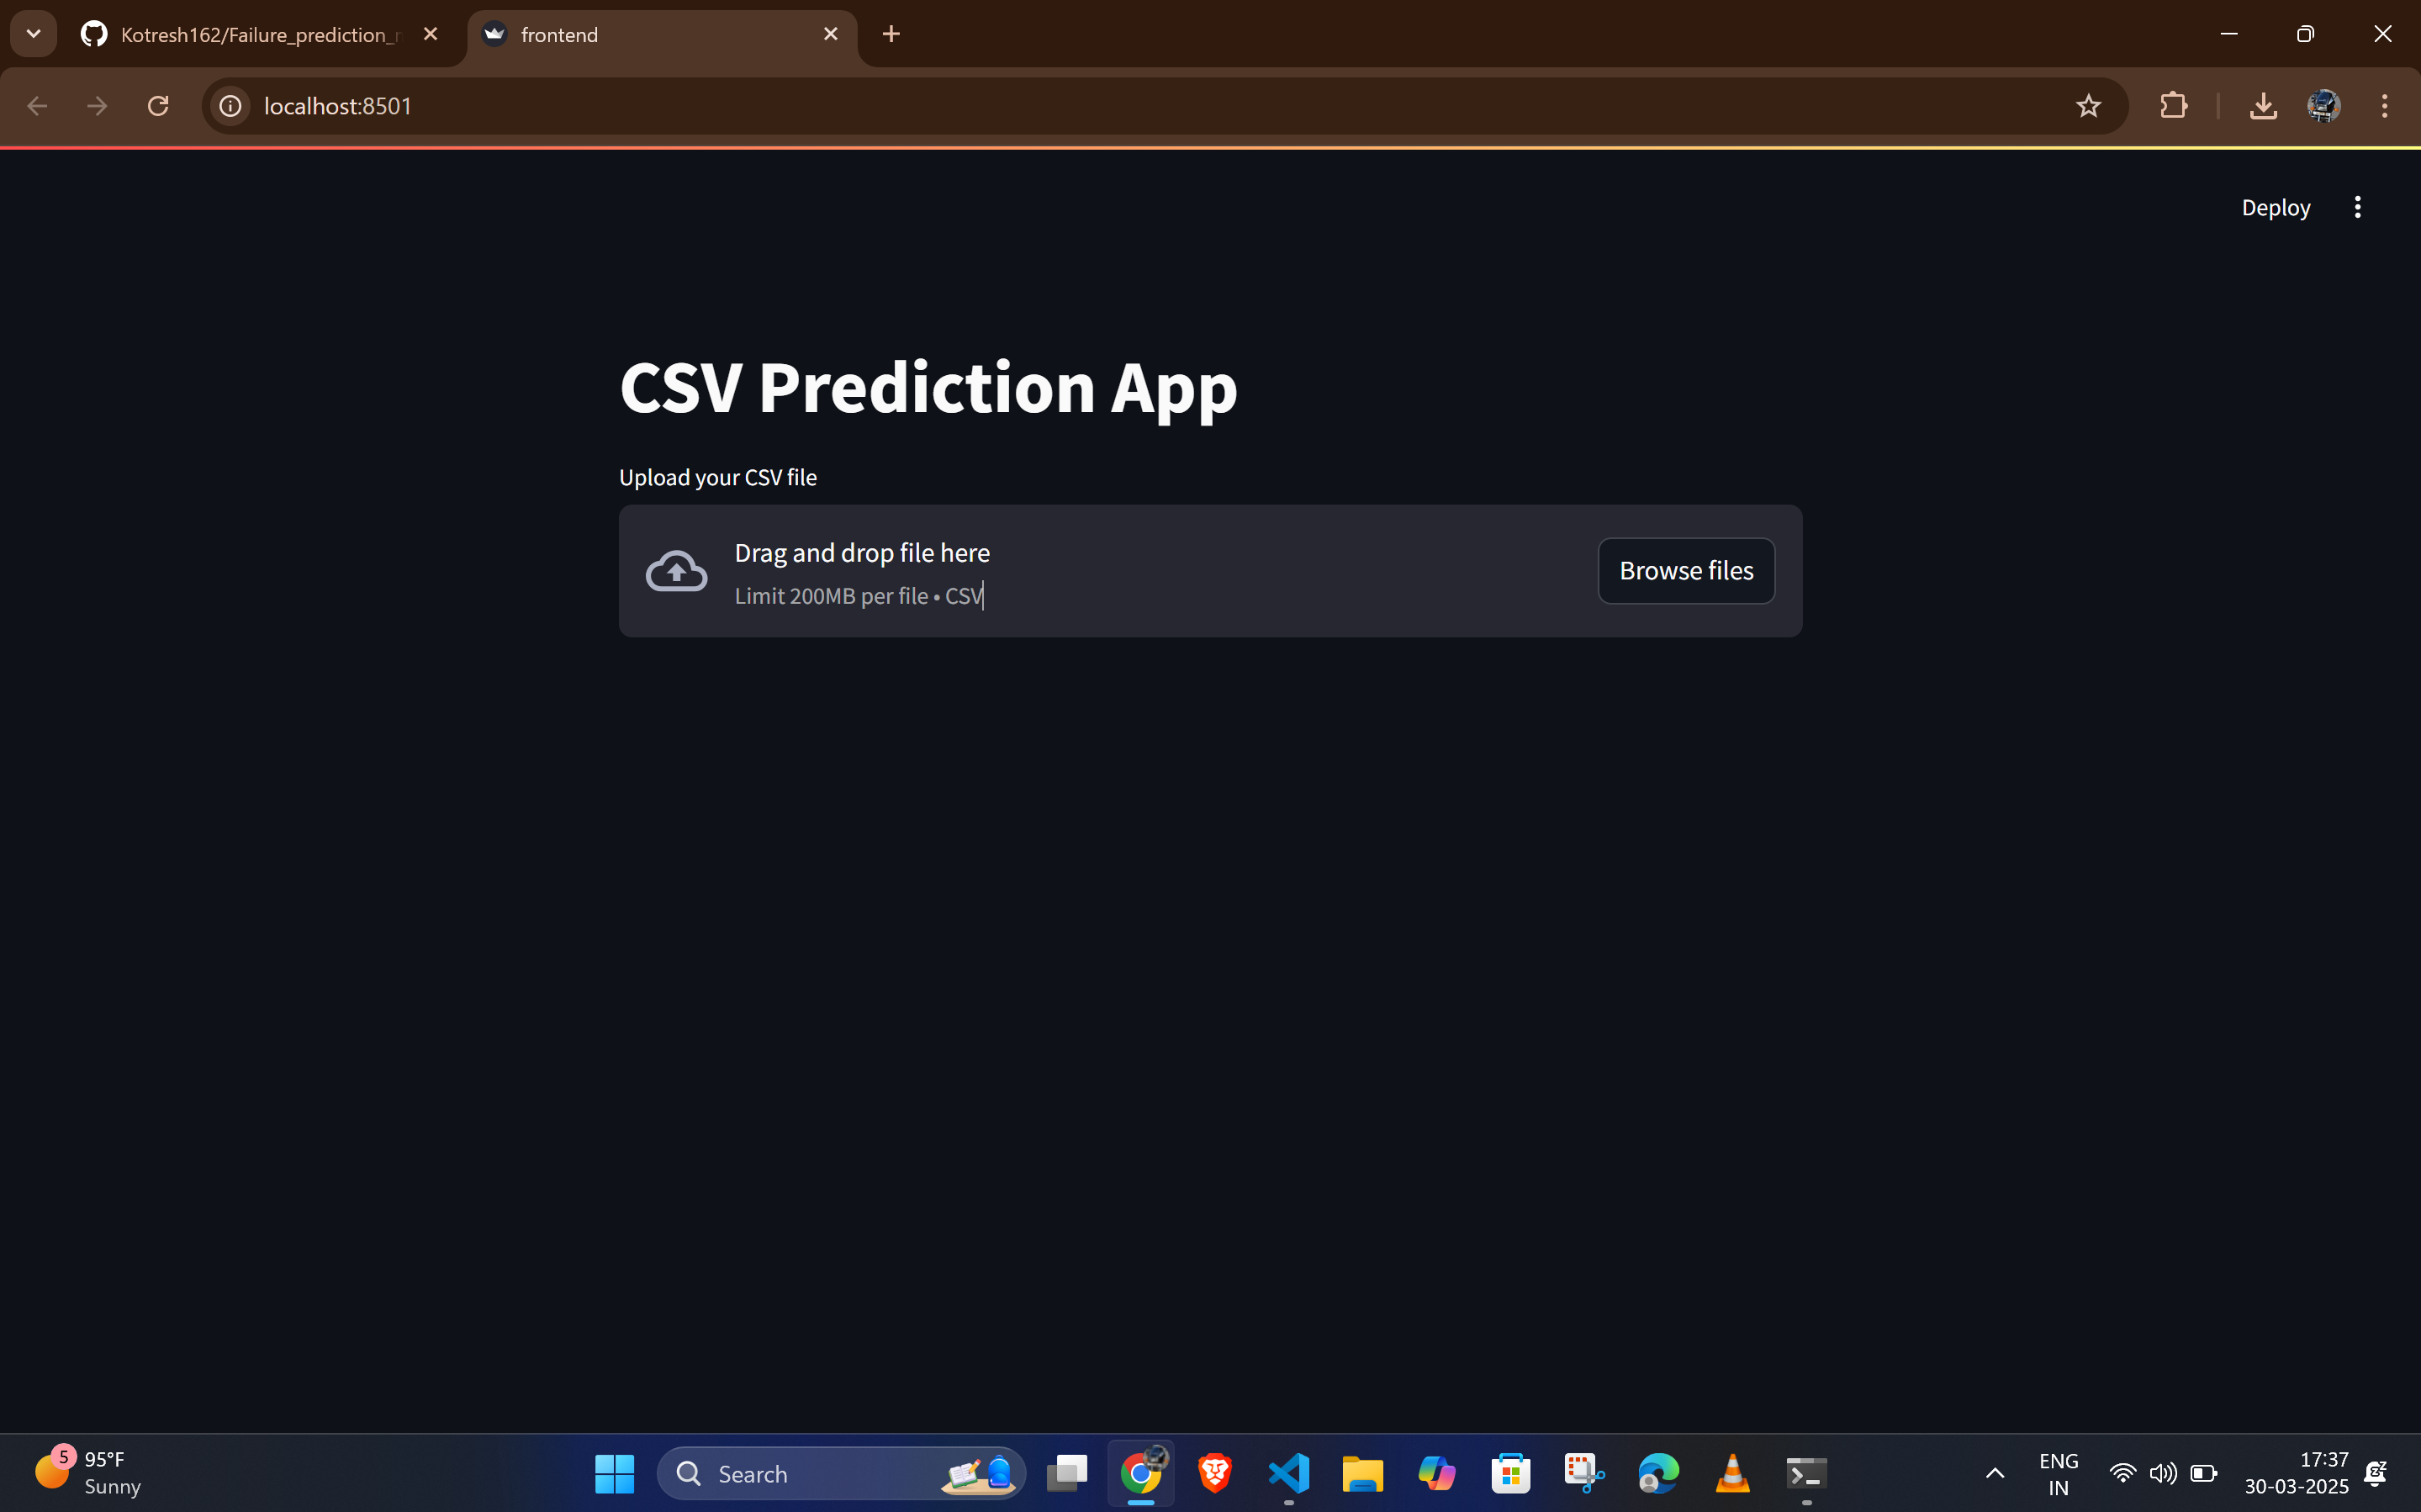 Kotresh162/Failure_prediction_
frontend
localhost:8501
Deploy
CSV Prediction App
Upload your CSV file
Drag and drop file here
Limit 200MB per file • CSV
Browse files
5
95°F
Sunny
Search
ENG
IN
17:37
30-03-2025